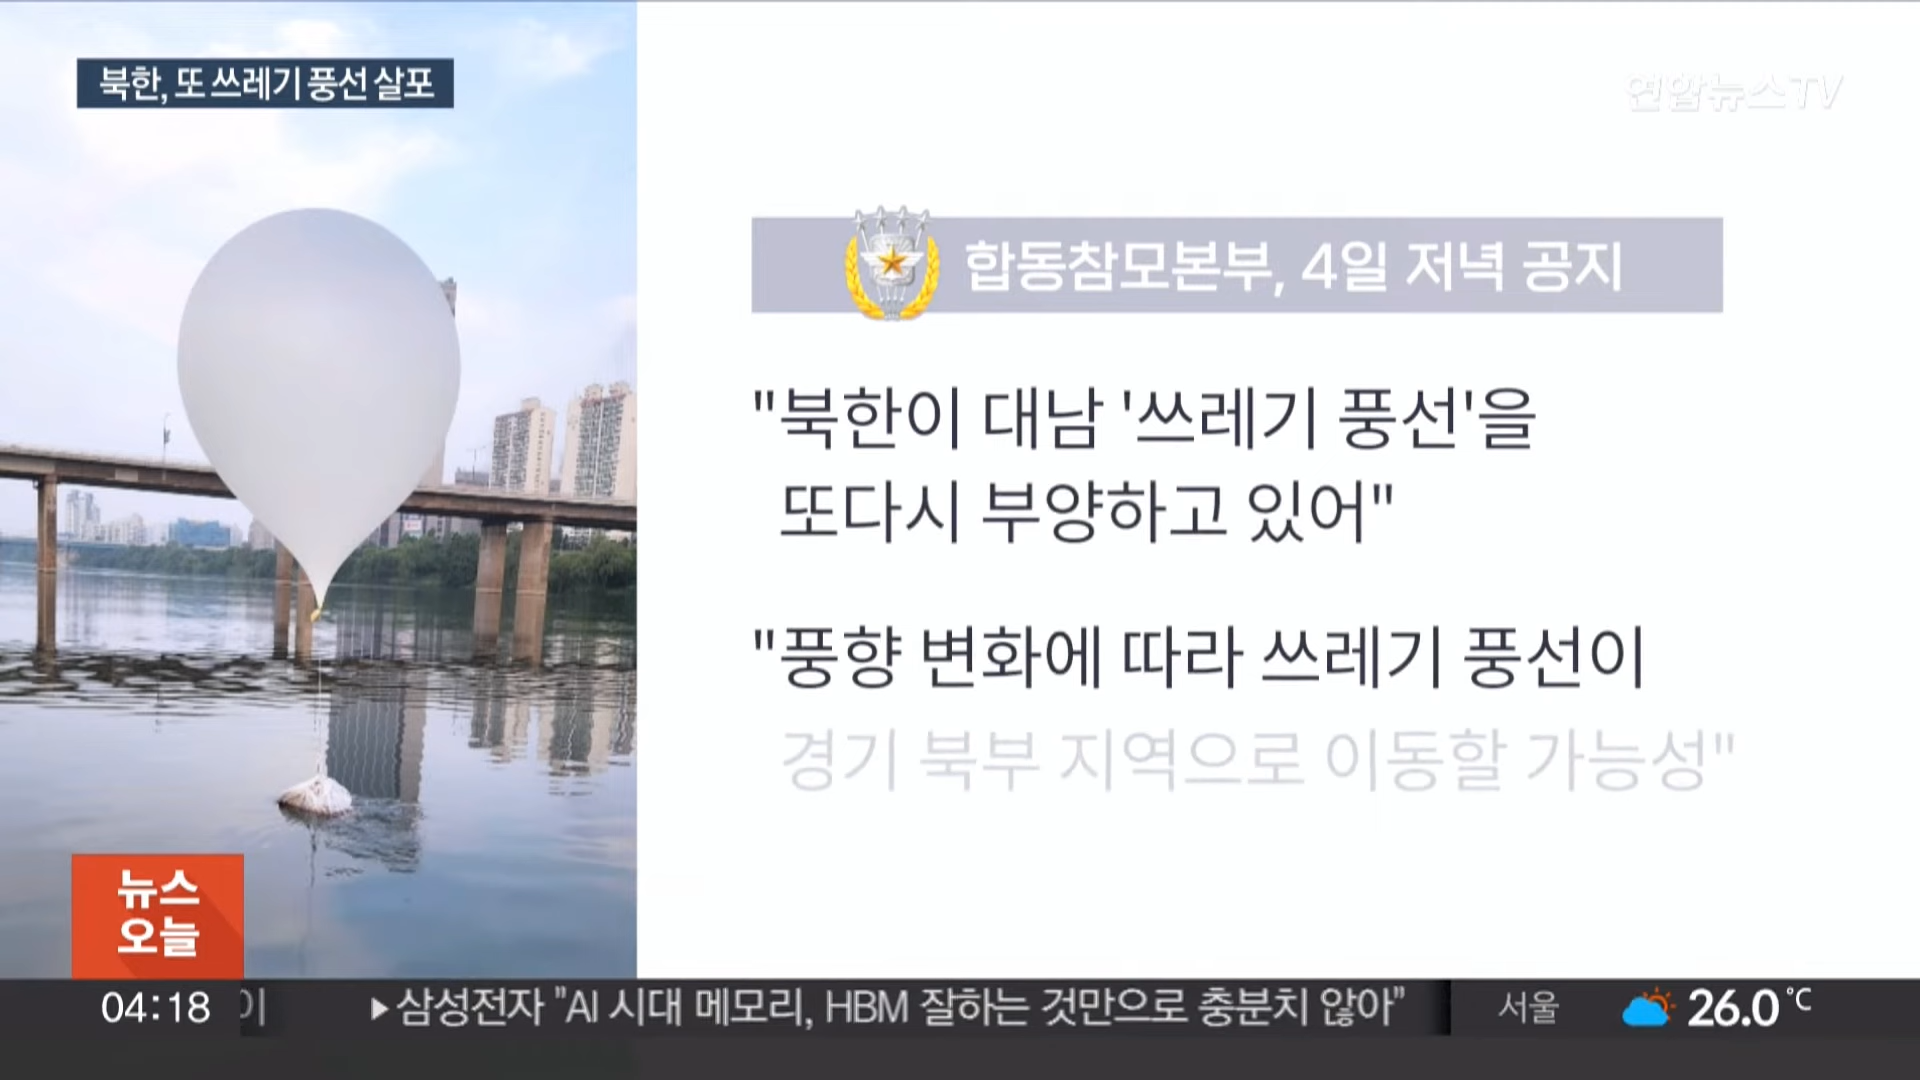 북한, 또 쓰레기 풍선 살포
연합뉴스TV
합동참모본부, 4일 저녁 공지
"북한이 대남 '쓰레기 풍선'을
또다시 부양하고 있어"
"풍향 변화에 따라 쓰레기 풍선이
경기 북부 지역으로 이동할 가능성"
뉴스
오늘
04:18 이 ▶삼성전자 "AI 시대 메모리, HBM 잘하는 것만으로 충분치 않아" 서울 26.0℃